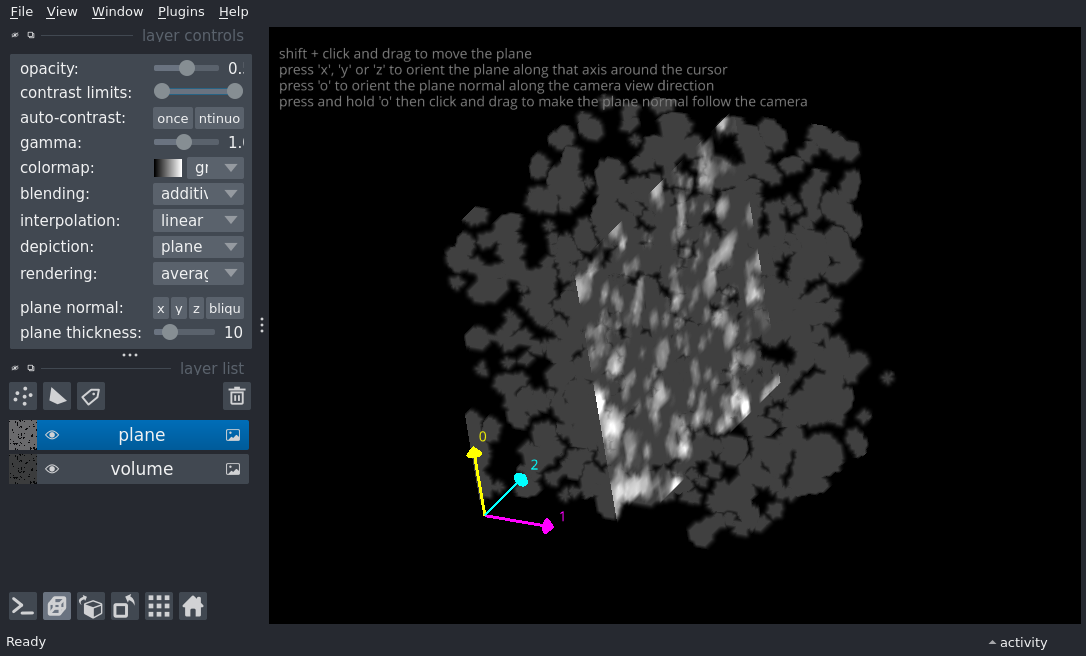 File View Window Plugins Help
layer controls
shift + click and drag to move the plane
press 'x', 'y' or 'z' to orient the plane along that axis around the cursor
press 'o' to orient the plane normal along the camera view direction
press and hold 'o' then click and drag to make the plane normal follow the camera
opacity: 0.
contrast limits:
auto-contrast: once ntinuo
gamma: 1.
colormap: gr
blending: additiv
interpolation: linear
depiction: plane
rendering: averag
plane normal: x y z bliqu
plane thickness: 10
layer list
plane
volume
0
2
1
Ready
activity